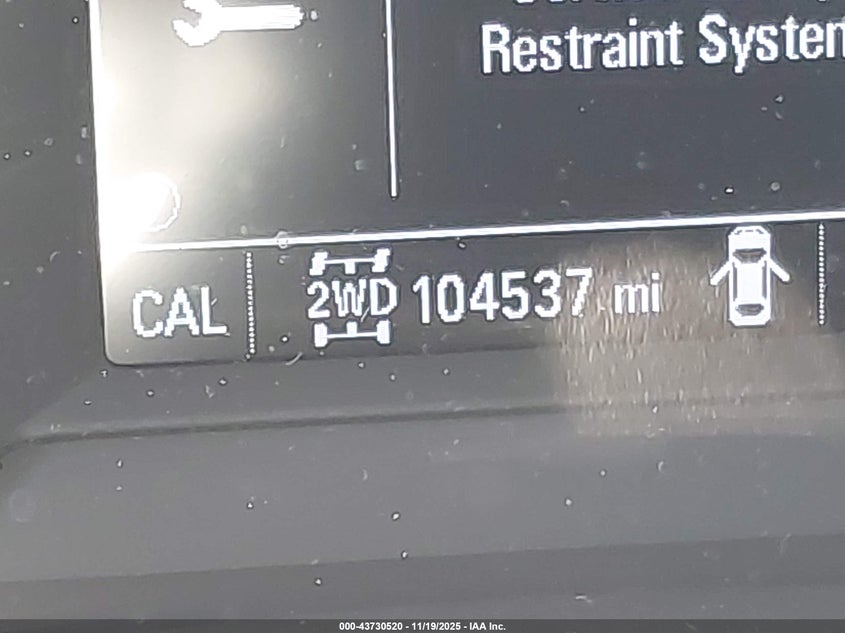 Restraint System
CAL
2WD 104537 mi
000-43730520 - 11/19/2025 - IAA Inc.